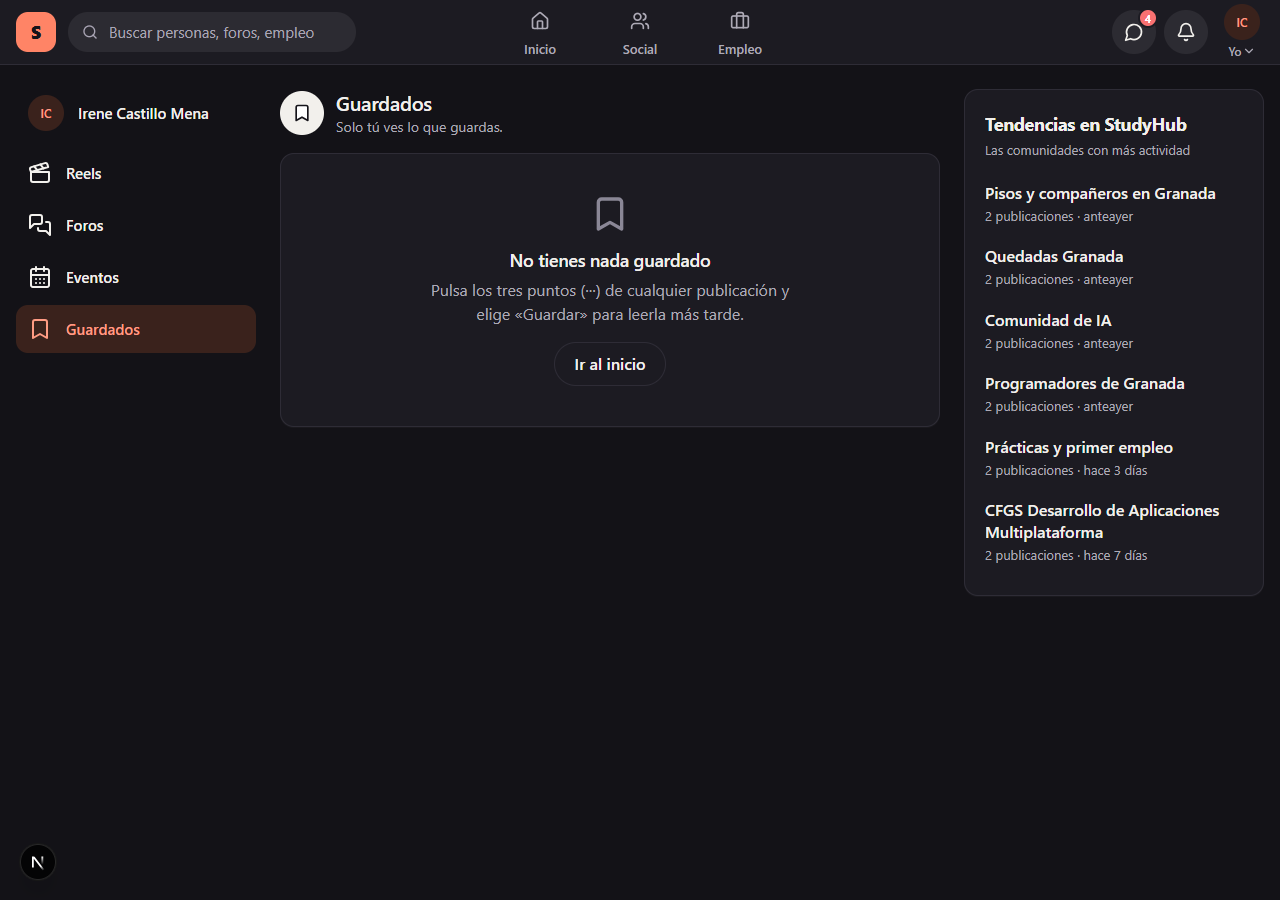 S
Buscar personas, foros, empleo
Inicio
Social
Empleo
4
IC
Yo
IC
Irene Castillo Mena
Reels
Foros
Eventos
Guardados
Guardados
Solo tú ves lo que guardas.
No tienes nada guardado
Pulsa los tres puntos (···) de cualquier publicación y
elige «Guardar» para leerla más tarde.
Ir al inicio
Tendencias en StudyHub
Las comunidades con más actividad
Pisos y compañeros en Granada
2 publicaciones · anteayer
Quedadas Granada
2 publicaciones · anteayer
Comunidad de IA
2 publicaciones · anteayer
Programadores de Granada
2 publicaciones · anteayer
Prácticas y primer empleo
2 publicaciones · hace 3 días
CFGS Desarrollo de Aplicaciones
Multiplataforma
2 publicaciones · hace 7 días
N